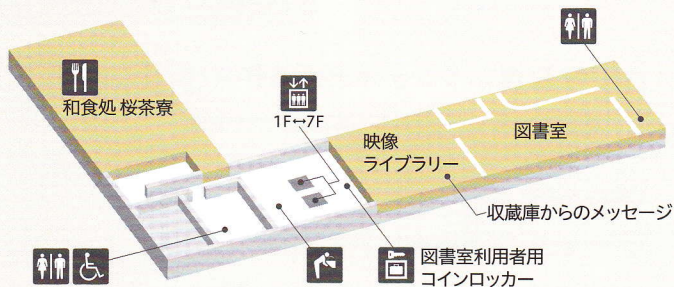 和食処 桜茶寮
1F↔7F
映像
ライブラリー
図書室
収蔵庫からのメッセージ
図書室利用者用
コインロッカー